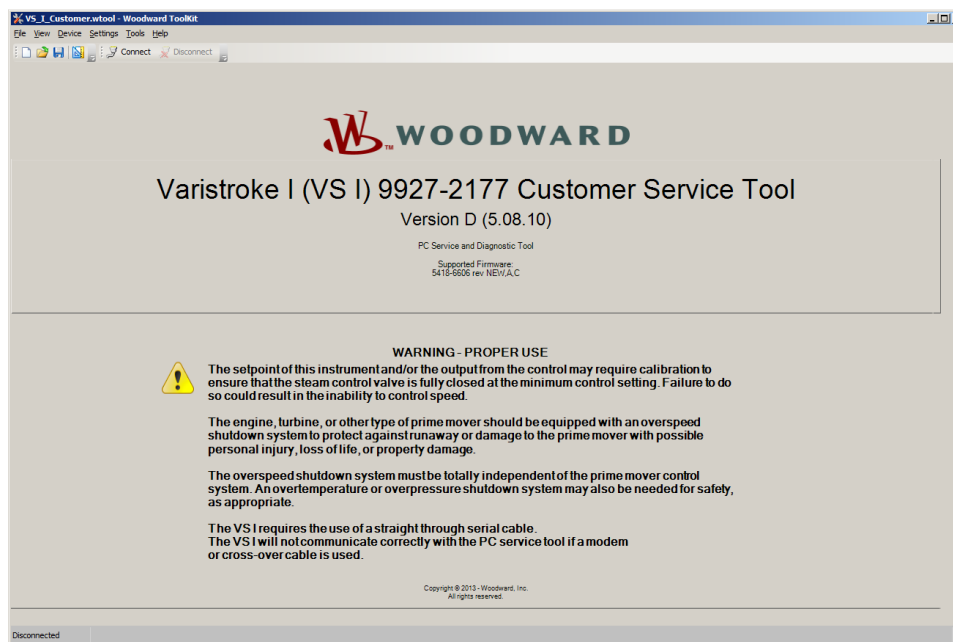 VS_I_Customer.wtool - Woodward ToolKit
File View Device Settings Tools Help
Connect Disconnect
WOODWARD
TM
Varistroke I (VS I) 9927-2177 Customer Service Tool
Version D (5.08.10)
PC Service and Diagnostic Tool
Supported Firmware:
5418-6606 rev NEW,A,C
WARNING - PROPER USE
The setpoint of this instrument and/or the output from the control may require calibration to
ensure that the steam control valve is fully closed at the minimum control setting. Failure to do
so could result in the inability to control speed.
The engine, turbine, or other type of prime mover should be equipped with an overspeed
shutdown system to protect against runaway or damage to the prime mover with possible
personal injury, loss of life, or property damage.
The overspeed shutdown system must be totally independent of the prime mover control
system. An overtemperature or overpressure shutdown system may also be needed for safety,
as appropriate.
The VS I requires the use of a straight through serial cable.
The VS I will not communicate correctly with the PC service tool if a modem
or cross-over cable is used.
Copyright © 2013 - Woodward, Inc.
All rights reserved.
Disconnected